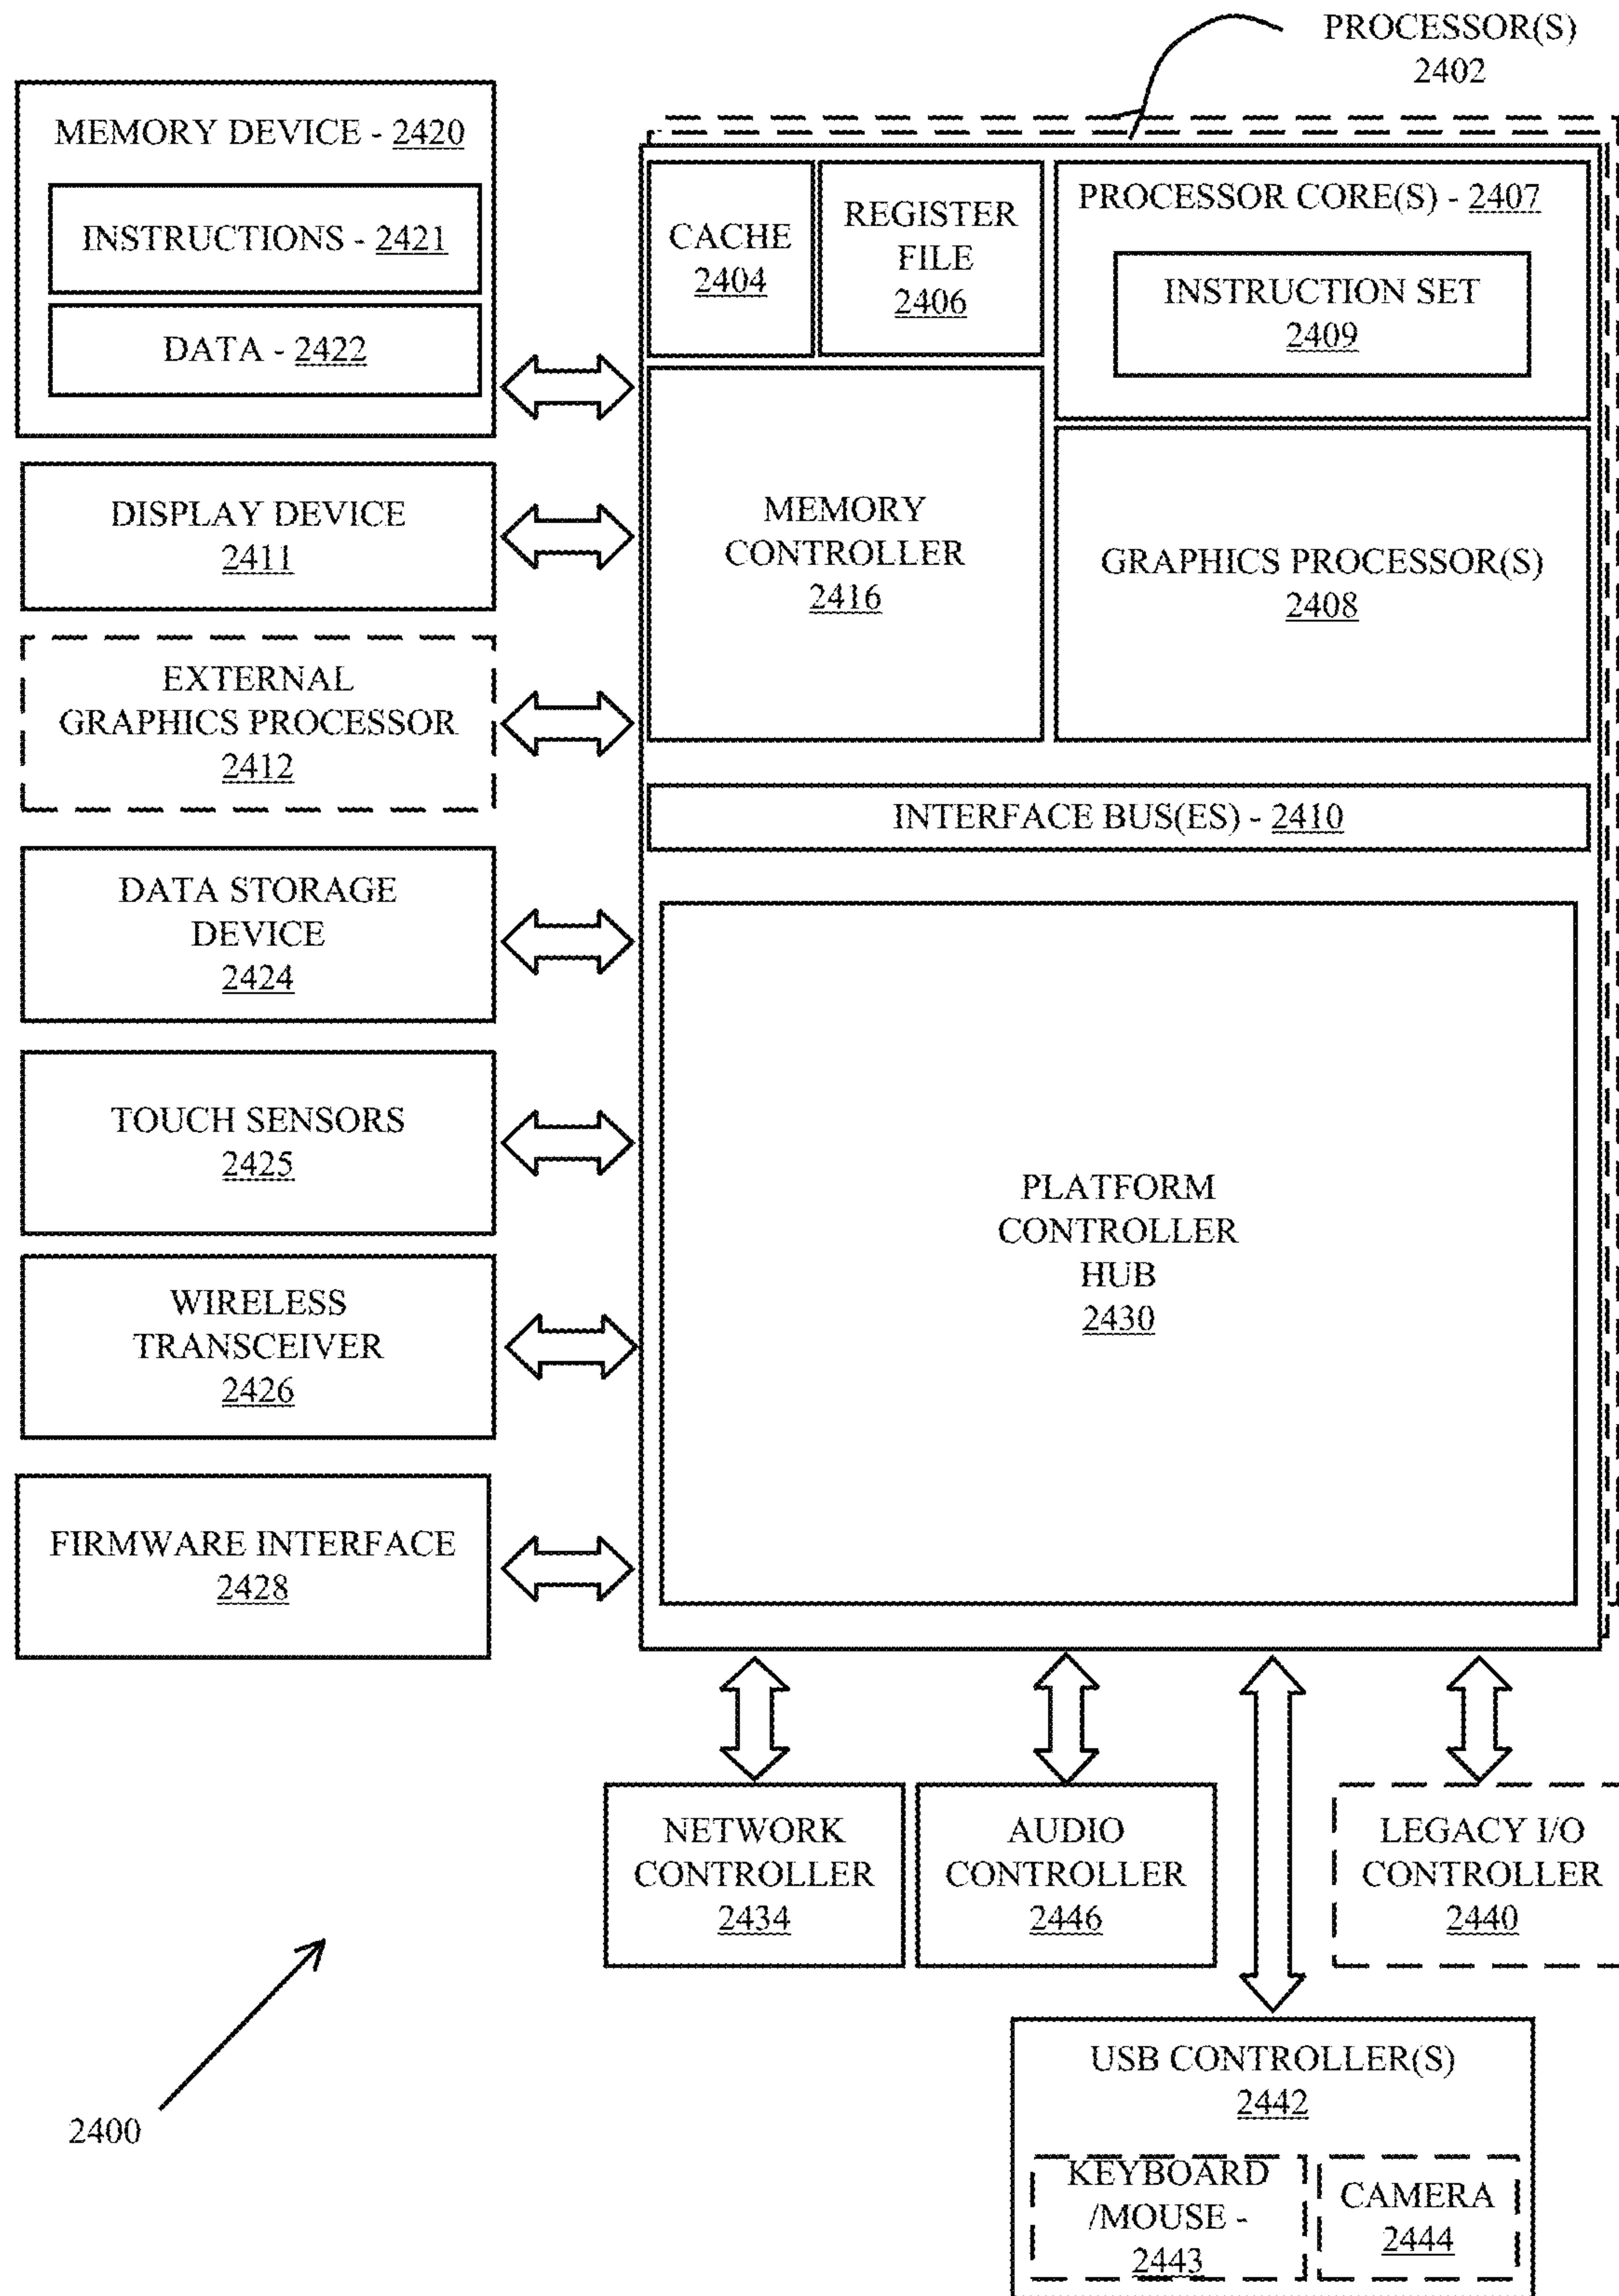 PROCESSOR(S)
2402
MEMORY DEVICE - 2420
INSTRUCTIONS - 2421
DATA - 2422
CACHE
2404
REGISTER
FILE
2406
PROCESSOR CORE(S) - 2407
INSTRUCTION SET
2409
DISPLAY DEVICE
2411
MEMORY
CONTROLLER
2416
GRAPHICS PROCESSOR(S)
2408
EXTERNAL
GRAPHICS PROCESSOR
2412
INTERFACE BUS(ES) - 2410
DATA STORAGE
DEVICE
2424
TOUCH SENSORS
2425
PLATFORM
CONTROLLER
HUB
2430
WIRELESS
TRANSCEIVER
2426
FIRMWARE INTERFACE
2428
NETWORK
CONTROLLER
2434
AUDIO
CONTROLLER
2446
LEGACY I/O
CONTROLLER
2440
USB CONTROLLER(S)
2442
KEYBOARD
/MOUSE -
2443
CAMERA
2444
2400